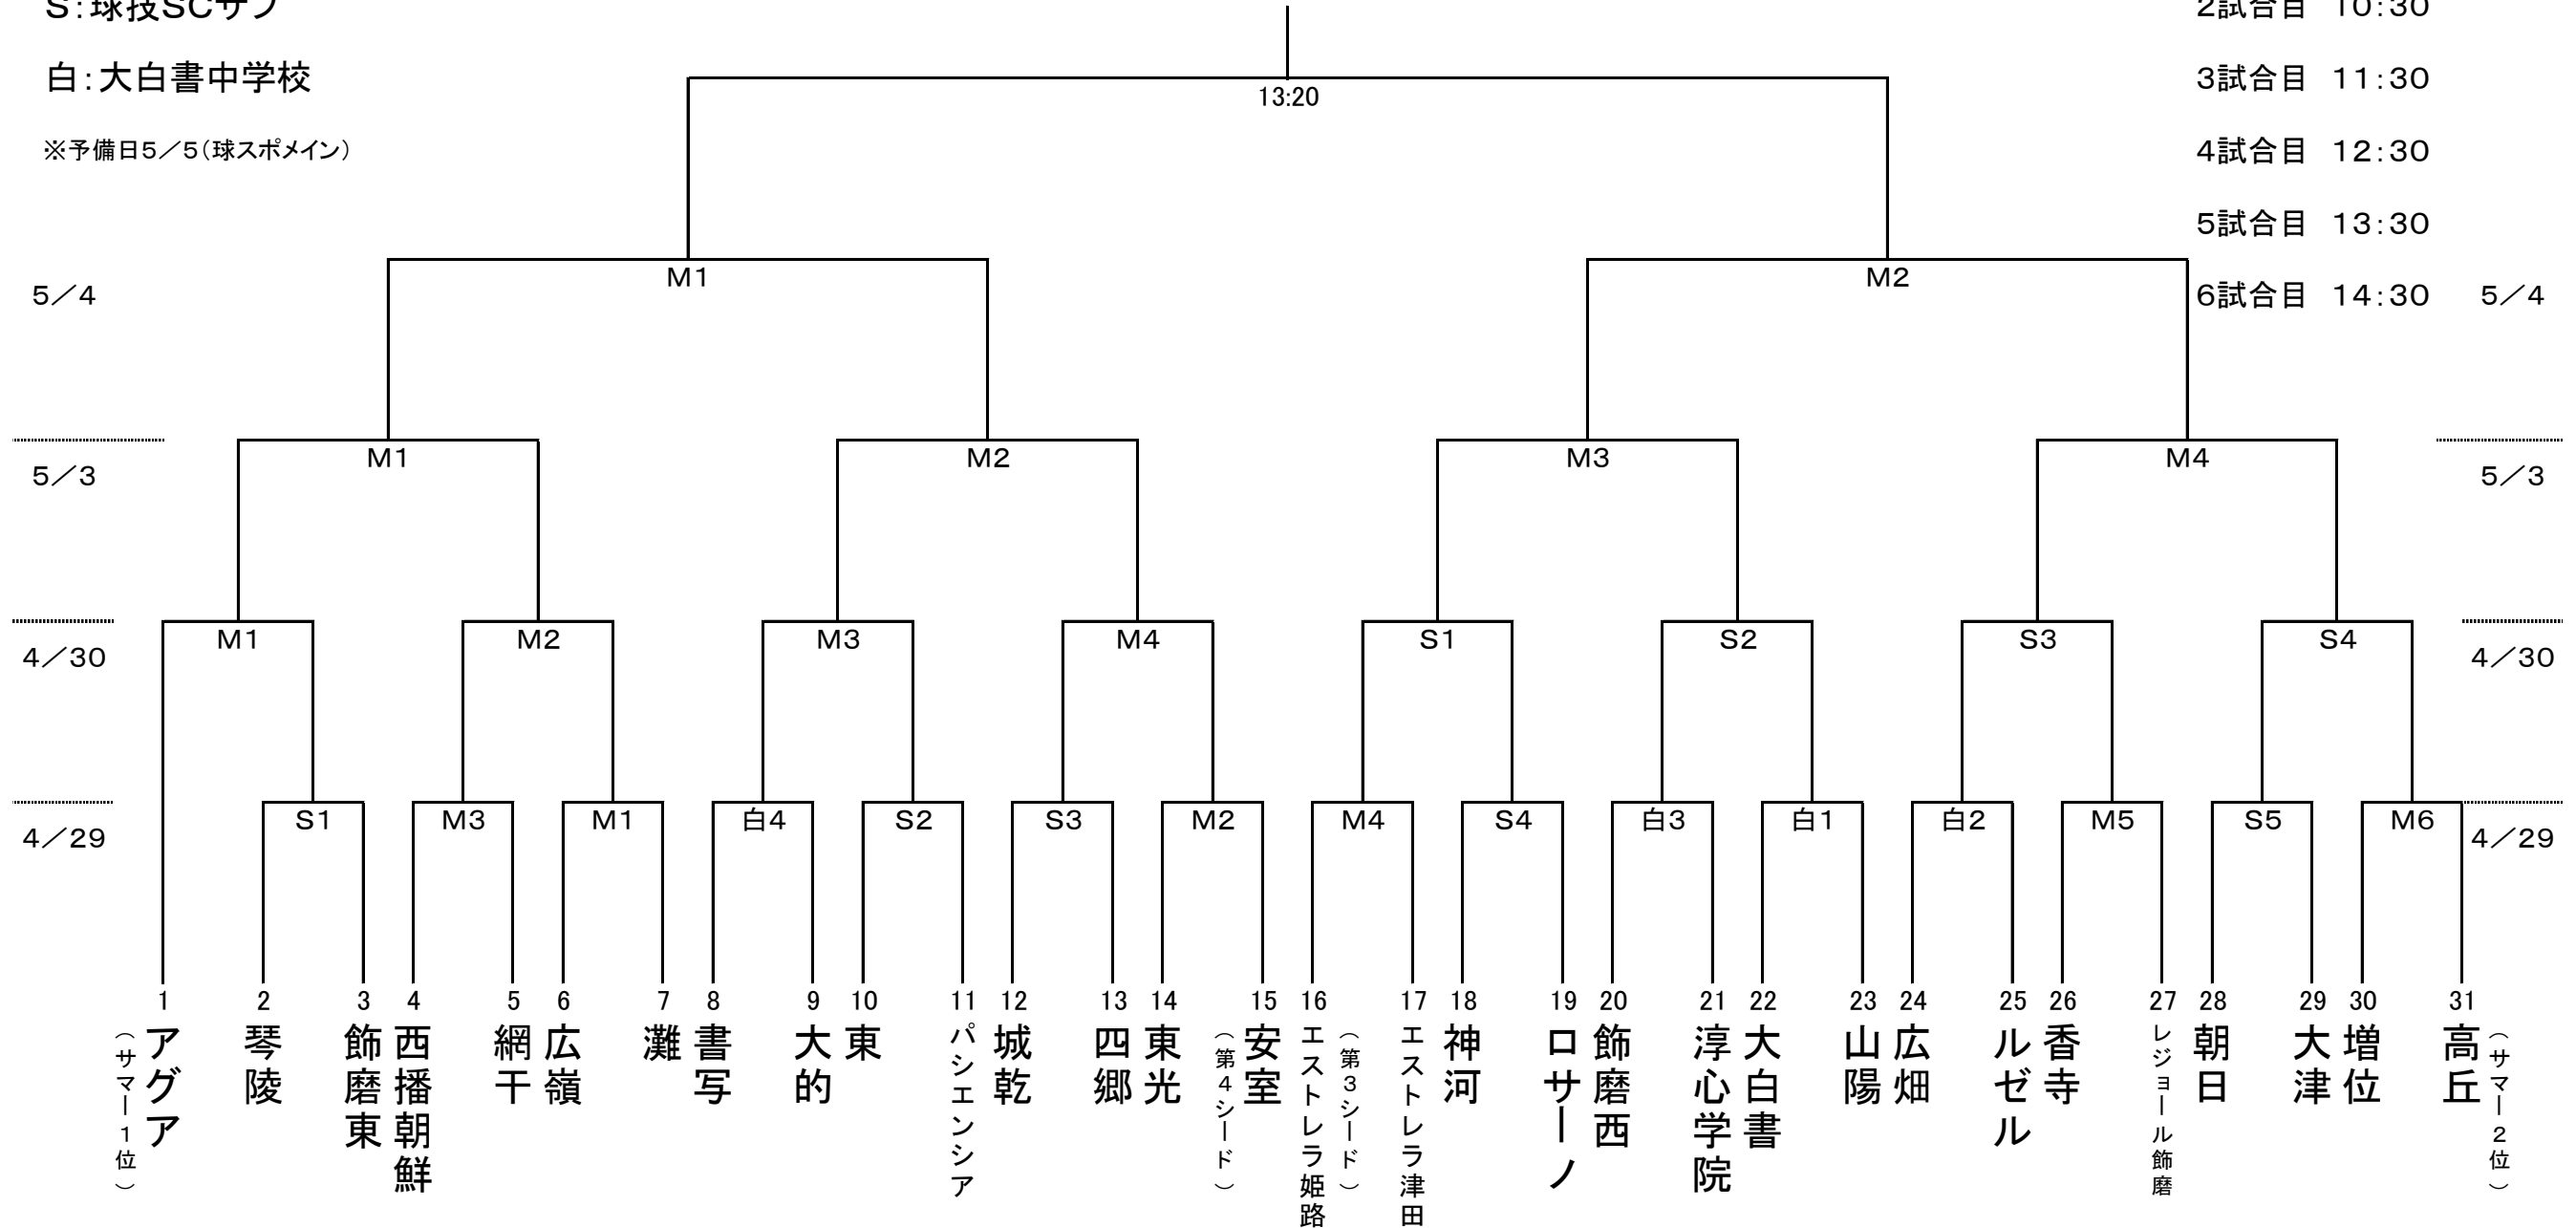 S：球技SCサブ
2試合目　10：30
白：大白書中学校
3試合目　11：30
13:20
※予備日5／5（球スポメイン）
4試合目　12：30
5試合目　13：30
M1
M2
5／4
6試合目　14：30
5／4
M1
M2
M3
M4
5／3
5／3
M1
M2
M3
M4
S1
S2
S3
S4
4／30
4／30
S1
M3
M1
白4
S2
S3
M2
M4
S4
白3
白1
白2
M5
S5
M6
4／29
4／29
1
2
3
4
5
6
7
8
9
10
11
12
13
14
15
16
17
18
19
20
21
22
23
24
25
26
27
28
29
30
31
（サマー１位）
アグア
琴陵
飾磨東
西播朝鮮
網干
広嶺
灘
書写
大的
東
パシエンシア
城乾
四郷
東光
（第４シード）
安室
エストレラ姫路
（第３シード）
エストレラ津田
神河
ロサーノ
飾磨西
淳心学院
大白書
山陽
広畑
ルゼル
香寺
レジョール飾磨
朝日
大津
増位
高丘
（サマー２位）